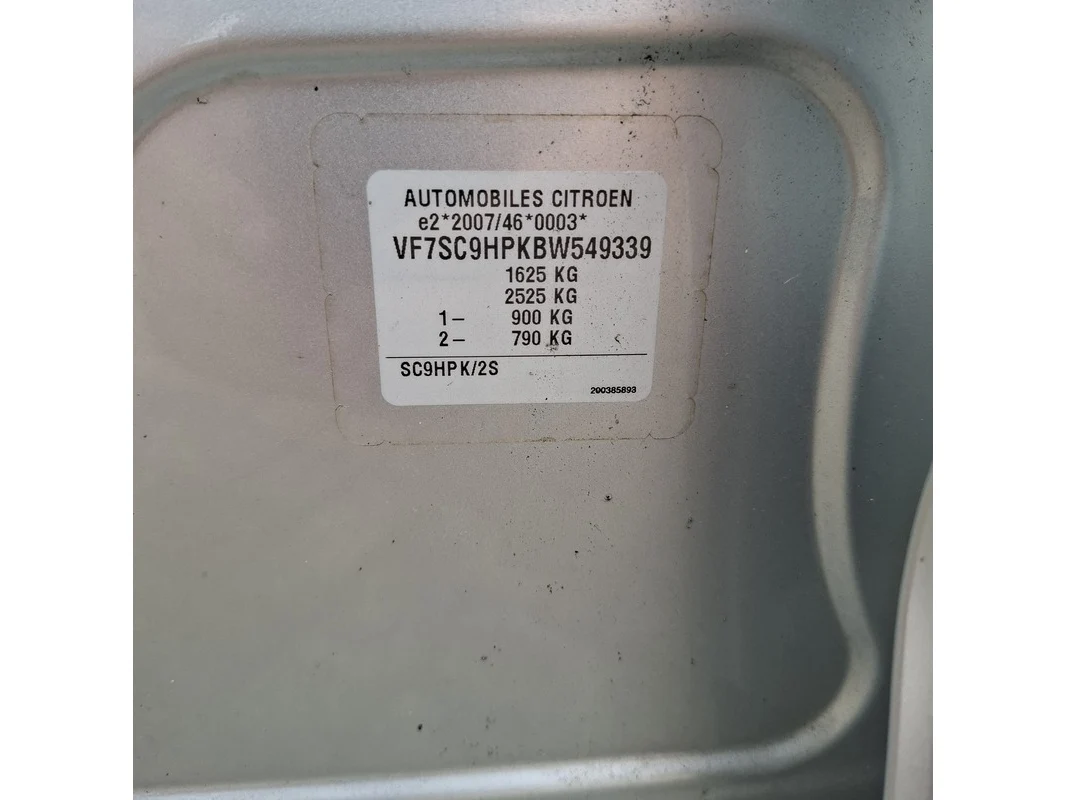 AUTOMOBILES CITROEN
e2*2007/46*0003*
VF7SC9HPKBW549339
1625 KG
2525 KG
1– 900 KG
2– 790 KG
SC9HPK/2S
200385893